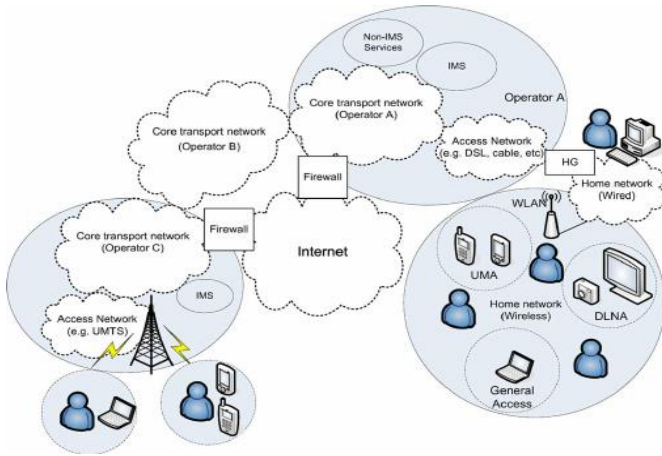 Non-IMS
Services
IMS
Operator A
Core transport network
(Operator A)
Core transport network
(Operator B)
Access Network
(e.g. DSL, cable, etc)
HG
Firewall
Home network
(Wired)
WLAN
Core transport network
(Operator C)
Firewall
Internet
UMA
IMS
Home network
(Wireless)
DLNA
Access Network
(e.g. UMTS)
General
Access